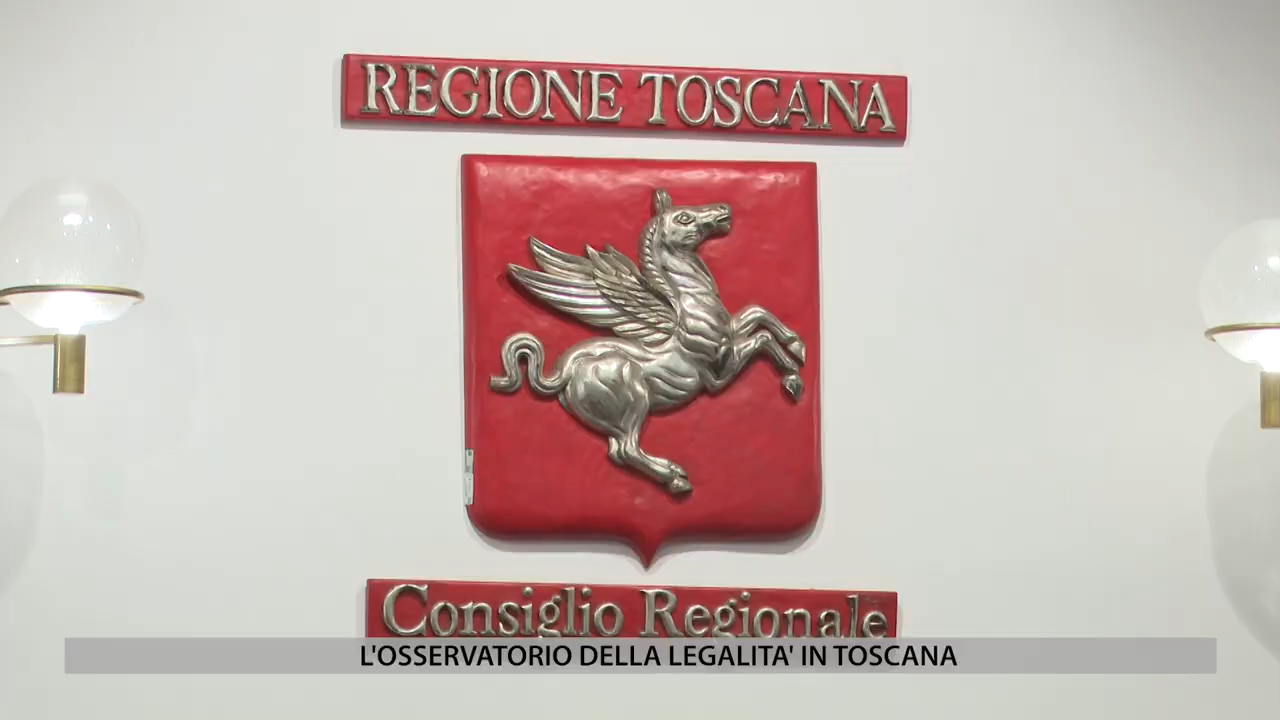 REGIONE TOSCANA
Consiglio Regionale
L'OSSERVATORIO DELLA LEGALITA' IN TOSCANA